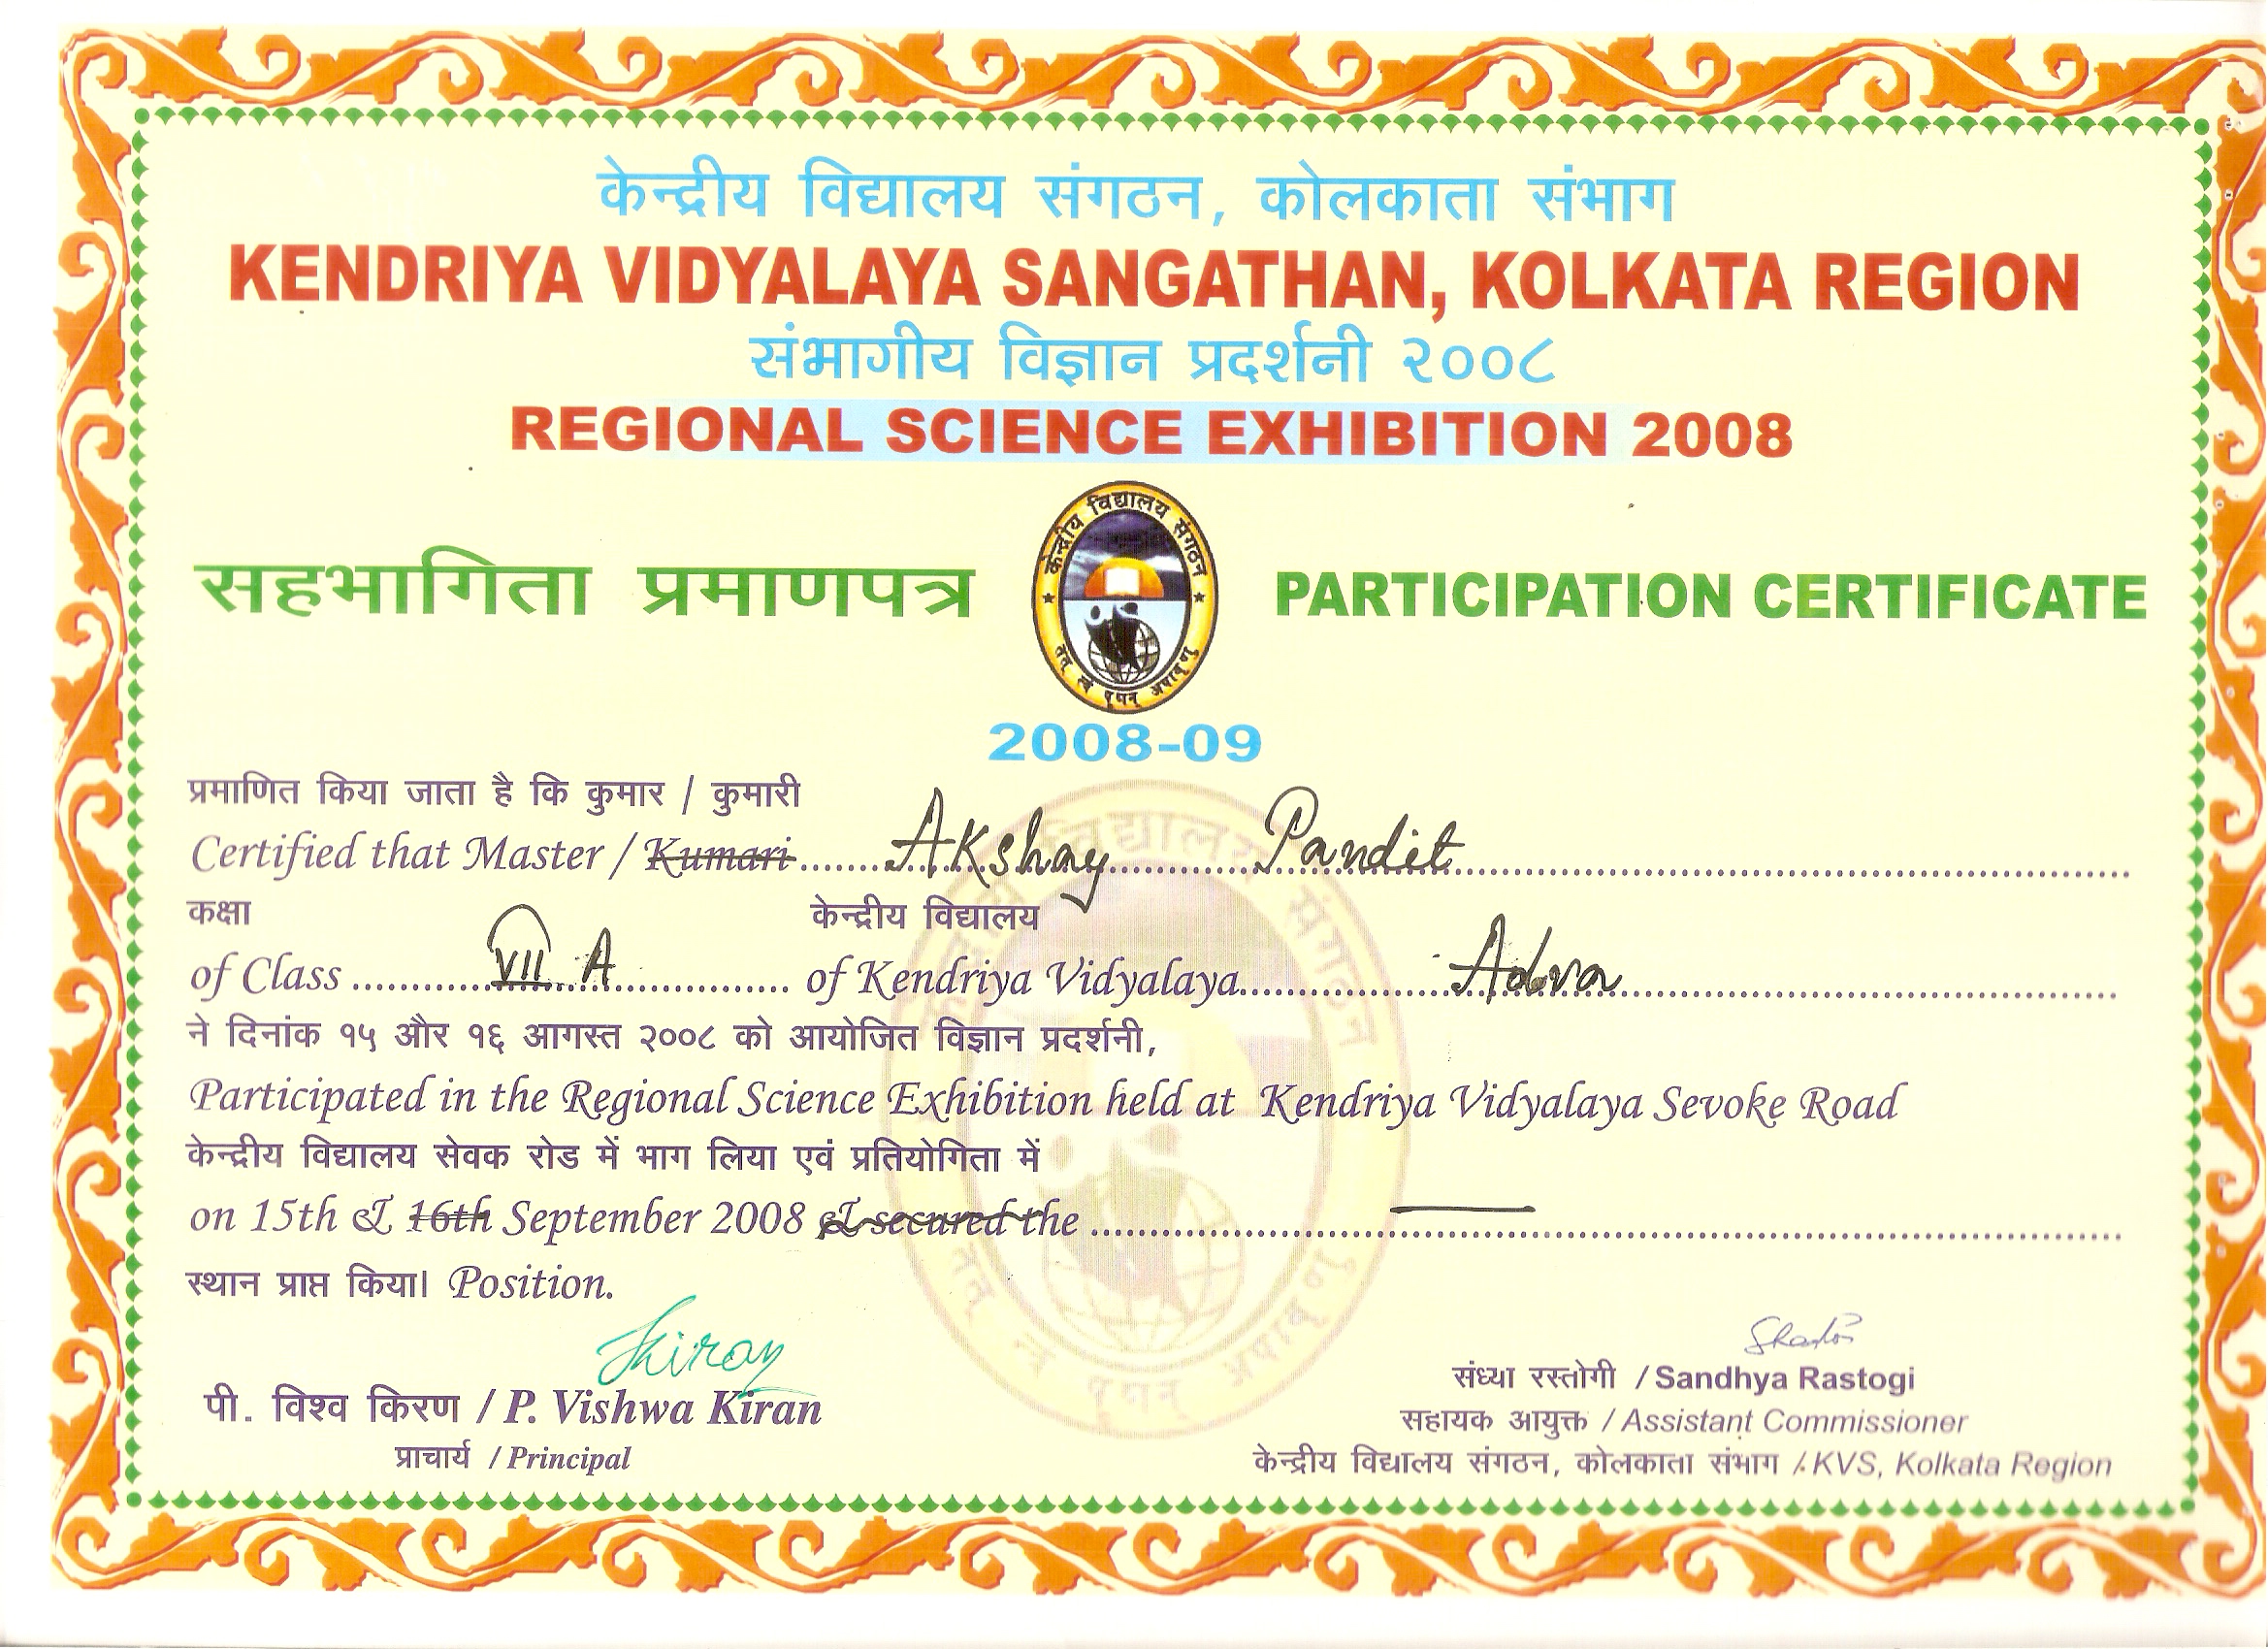 केन्द्रीय विद्यालय संगठन, कोलकाता संभाग
KENDRIYA VIDYALAYA SANGATHAN, KOLKATA REGION
संभागीय विज्ञान प्रदर्शनी २००८
REGIONAL SCIENCE EXHIBITION 2008
केन्द्रीय विद्यालय संगठन
सहभागिता प्रमाणपत्र PARTICIPATION CERTIFICATE
तत् त्वं पूषन् अपावृणु
2008-09
प्रमाणित किया जाता है कि कुमार / कुमारी
Certified that Master / Kumari AKshay Pandit
कक्षा केन्द्रीय विद्यालय
of Class VII A of Kendriya Vidyalaya Adra
ने दिनांक १५ और १६ आगस्त २००८ को आयोजित विज्ञान प्रदर्शनी,
Participated in the Regional Science Exhibition held at Kendriya Vidyalaya Sevoke Road
केन्द्रीय विद्यालय सेवक रोड में भाग लिया एवं प्रतियोगिता में
on 15th & 16th September 2008 & secured the
स्थान प्राप्त किया। Position.
Kiran
पी. विश्व किरण / P. Vishwa Kiran
प्राचार्य / Principal
संध्या रस्तोगी / Sandhya Rastogi
सहायक आयुक्त / Assistant Commissioner
केन्द्रीय विद्यालय संगठन, कोलकाता संभाग / KVS, Kolkata Region